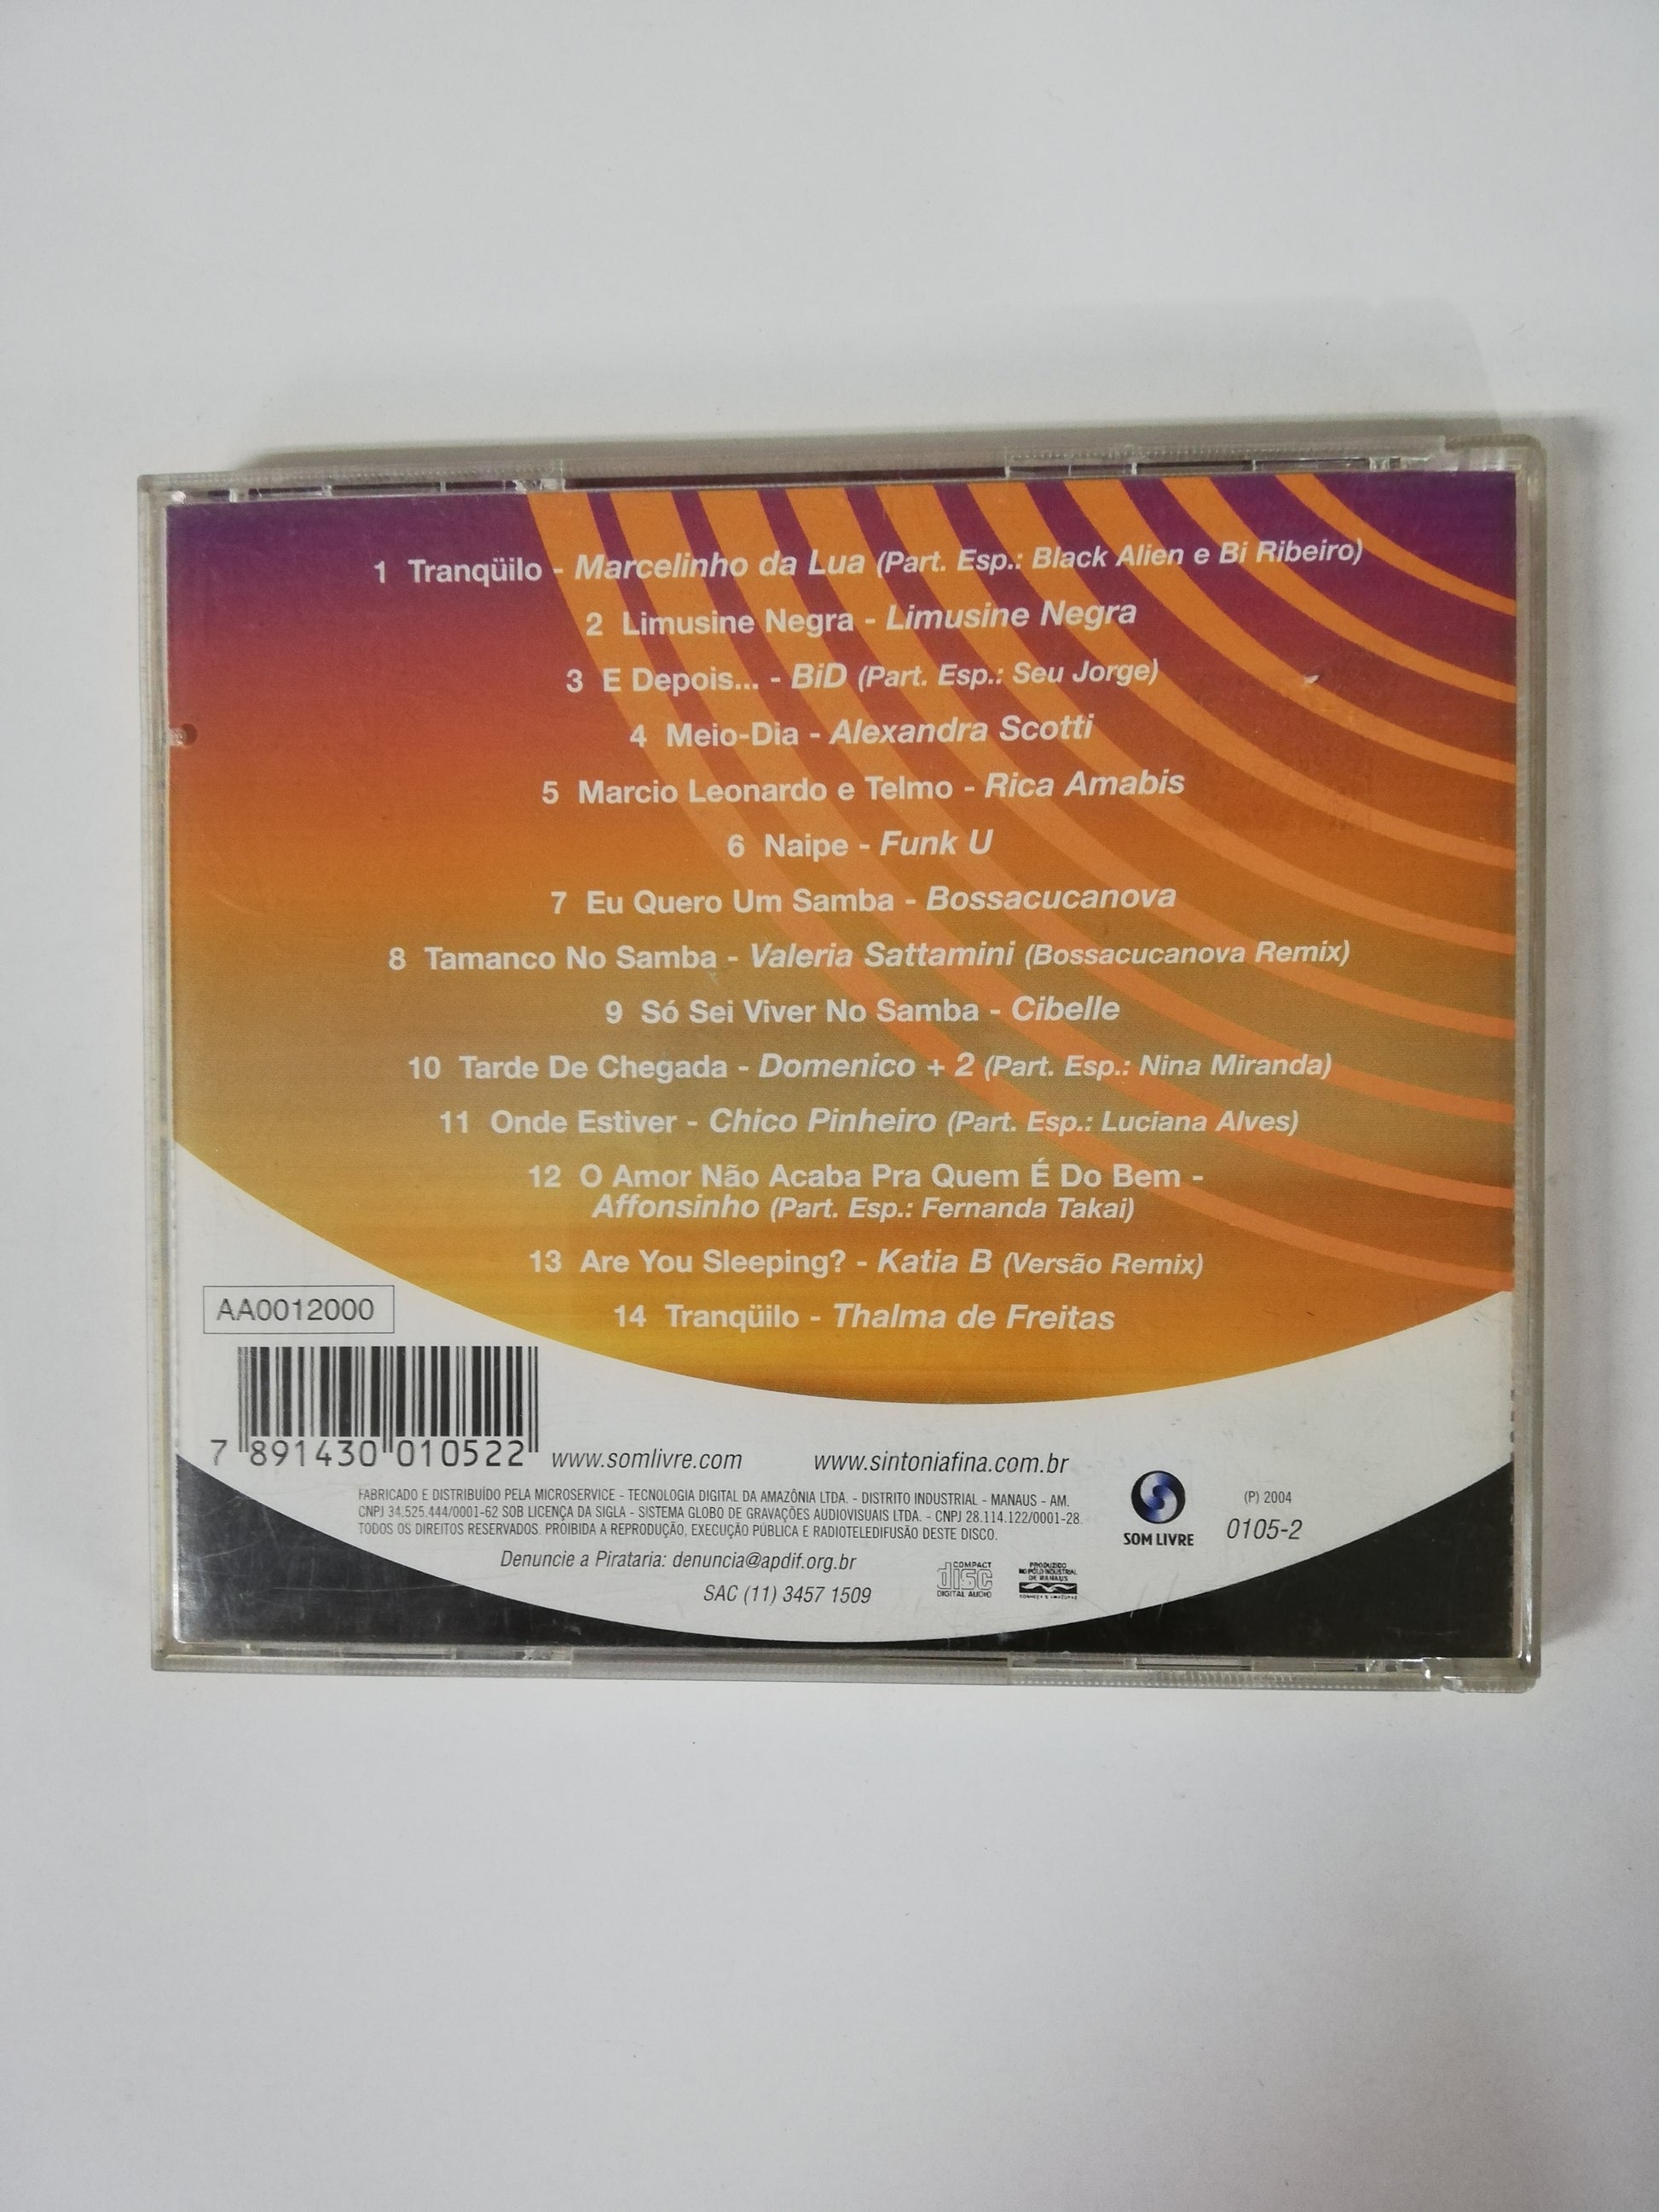 1 Tranqüilo - Marcelinho da Lua (Part. Esp.: Black Alien e Bi Ribeiro)
2 Limusine Negra - Limusine Negra
3 E Depois... - BiD (Part. Esp.: Seu Jorge)
4 Meio-Dia - Alexandra Scotti
5 Marcio Leonardo e Telmo - Rica Amabis
6 Naipe - Funk U
7 Eu Quero Um Samba - Bossacucanova
8 Tamanco No Samba - Valeria Sattamini (Bossacucanova Remix)
9 Só Sei Viver No Samba - Cibelle
10 Tarde De Chegada - Domenico + 2 (Part. Esp.: Nina Miranda)
11 Onde Estiver - Chico Pinheiro (Part. Esp.: Luciana Alves)
12 O Amor Não Acaba Pra Quem É Do Bem -
Affonsinho (Part. Esp.: Fernanda Takai)
13 Are You Sleeping? - Katia B (Versão Remix)
14 Tranqüilo - Thalma de Freitas
AA0012000
7 891430 010522
www.somlivre.com
www.sintoniafina.com.br
FABRICADO E DISTRIBUÍDO PELA MICROSERVICE - TECNOLOGIA DIGITAL DA AMAZÔNIA LTDA. - DISTRITO INDUSTRIAL - MANAUS - AM.
CNPJ 34.525.444/0001-62 SOB LICENÇA DA SIGLA - SISTEMA GLOBO DE GRAVAÇÕES AUDIOVISUAIS LTDA. - CNPJ 28.114.122/0001-28.
TODOS OS DIREITOS RESERVADOS. PROIBIDA A REPRODUÇÃO, EXECUÇÃO PÚBLICA E RADIOTELEDIFUSÃO DESTE DISCO.
Denuncie a Pirataria: denuncia@apdif.org.br
SAC (11) 3457 1509
COMPACT
disc
DIGITAL AUDIO
PRODUZIDO
NO PÓLO INDUSTRIAL
DE MANAUS
SOM LIVRE
(P) 2004
0105-2